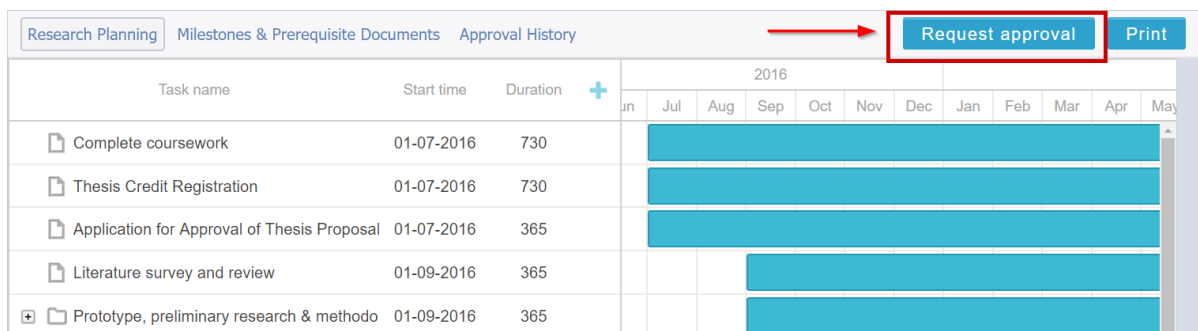 Research Planning Milestones & Prerequisite Documents Approval History Request approval Print
2016
Task name Start time Duration
un Jul Aug Sep Oct Nov Dec Jan Feb Mar Apr May
Complete coursework 01-07-2016 730
Thesis Credit Registration 01-07-2016 730
Application for Approval of Thesis Proposal 01-07-2016 365
Literature survey and review 01-09-2016 365
Prototype, preliminary research & methodo 01-09-2016 365